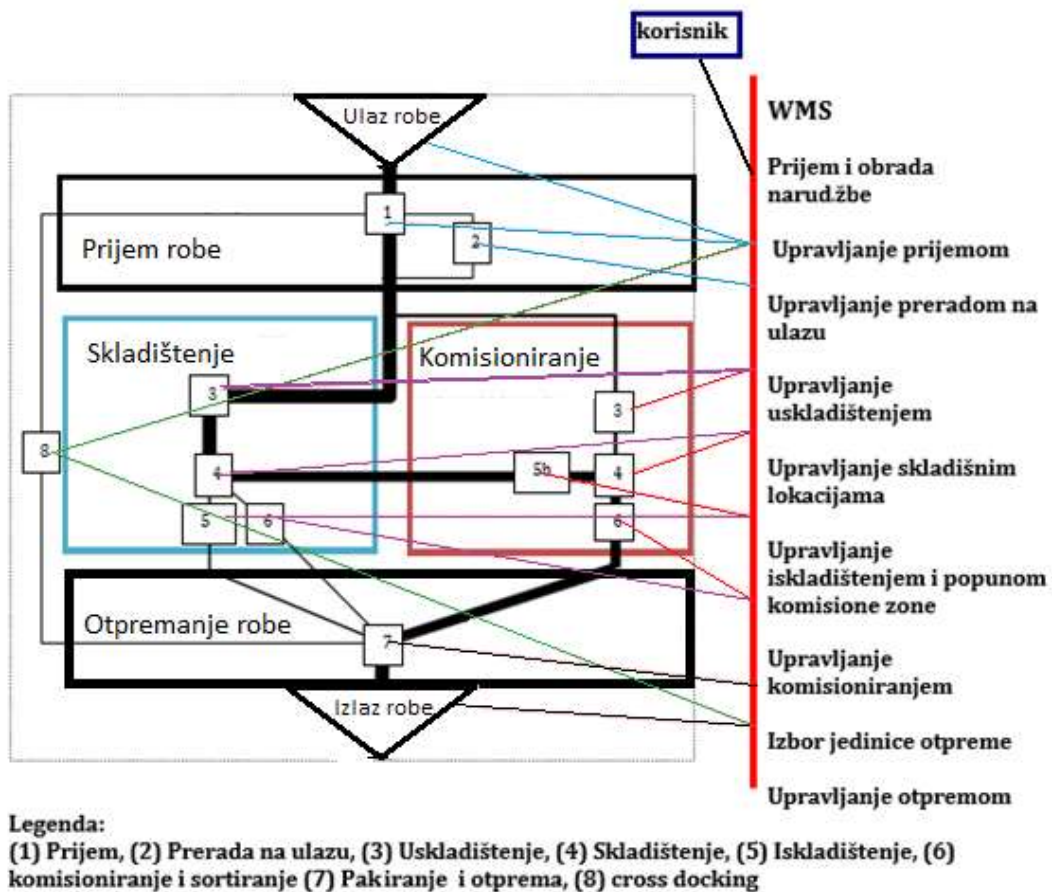 korisnik
WMS
Ulaz robe
Prijem i obrada
narudžbe
1
2
Prijem robe
Upravljanje prijemom
Upravljanje preradom na
ulazu
Skladištenje
Komisioniranje
3
3
Upravljanje
uskladištenjem
8
4
5b
4
Upravljanje skladišnim
lokacijama
5
6
6
Upravljanje
iskladištenjem i popunom
komisione zone
Otpremanje robe
7
Upravljanje
komisioniranjem
Izlaz robe
Izbor jedinice otpreme
Upravljanje otpremom
Legenda:
(1) Prijem, (2) Prerada na ulazu, (3) Uskladištenje, (4) Skladištenje, (5) Iskladištenje, (6)
komisioniranje i sortiranje (7) Pakiranje i otprema, (8) cross docking